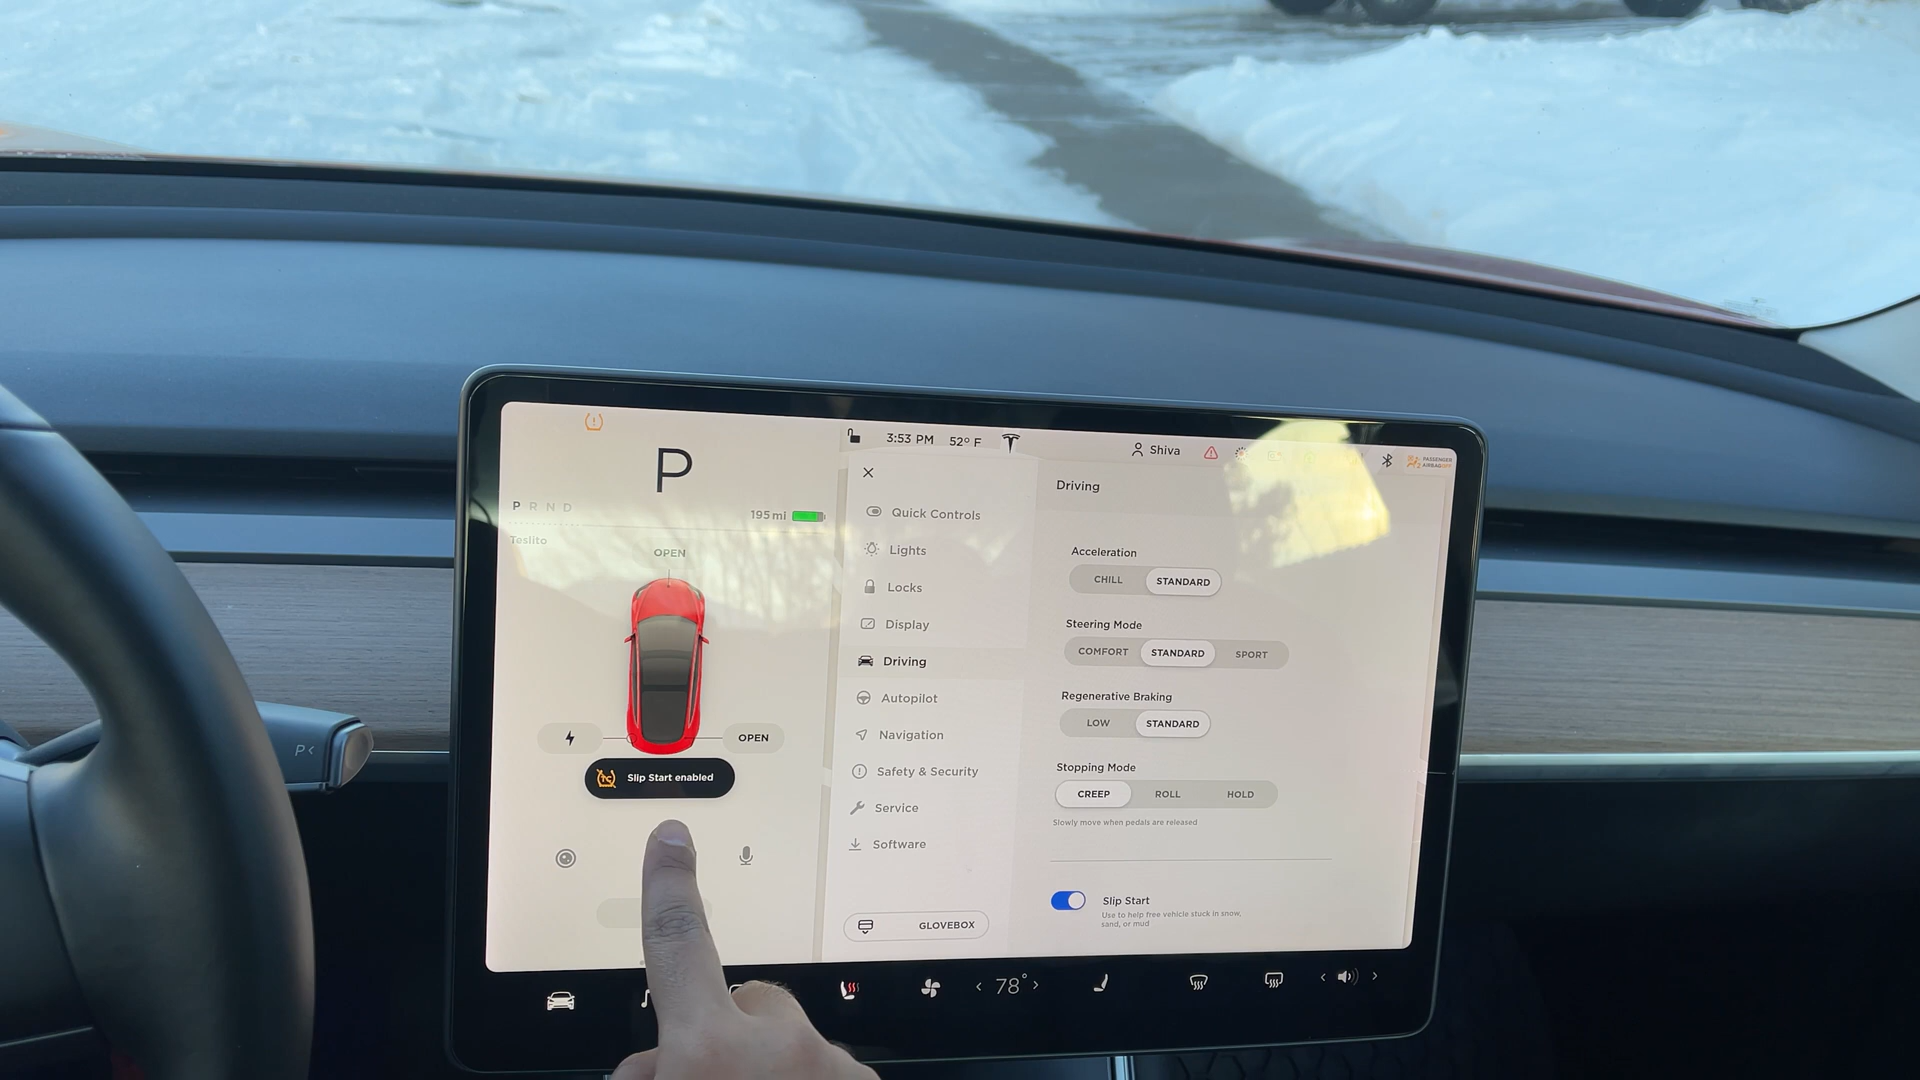 P
P R N D
195 mi
Teslito
OPEN
OPEN
TC
Slip Start enabled
3:53 PM 52° F
Shiva
PASSENGER
AIRBAG OFF
Quick Controls
Lights
Locks
Display
Driving
Autopilot
Navigation
Safety & Security
Service
Software
GLOVEBOX
Driving
Acceleration
CHILL STANDARD
Steering Mode
COMFORT STANDARD SPORT
Regenerative Braking
LOW STANDARD
Stopping Mode
CREEP ROLL HOLD
Slowly move when pedals are released
Slip Start
Use to help free vehicle stuck in snow,
sand, or mud
< 78° >
< >
P<